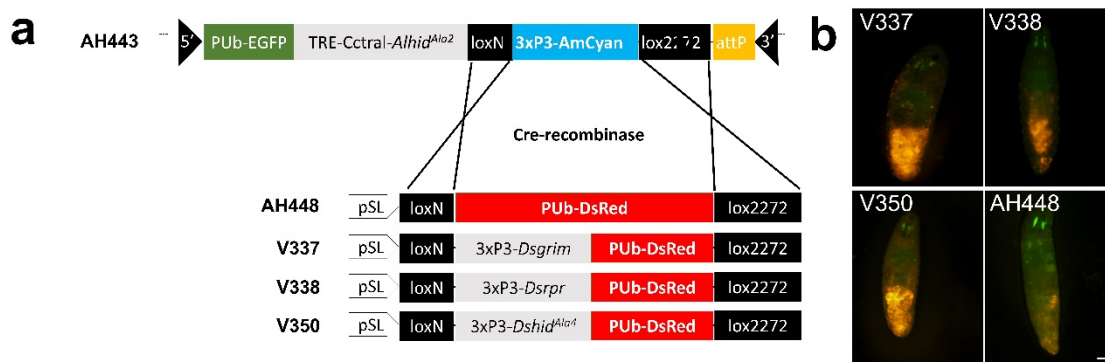 a
AH443 5' PUb-EGFP TRE-Cctral-AlhidAla2 loxN 3xP3-AmCyan lox2272 attP 3'
Cre-recombinase
AH448 pSL loxN PUb-DsRed lox2272
V337 pSL loxN 3xP3-Dsgrim PUb-DsRed lox2272
V338 pSL loxN 3xP3-Dsrpr PUb-DsRed lox2272
V350 pSL loxN 3xP3-DshidAla4 PUb-DsRed lox2272
b
V337 V338
V350 AH448